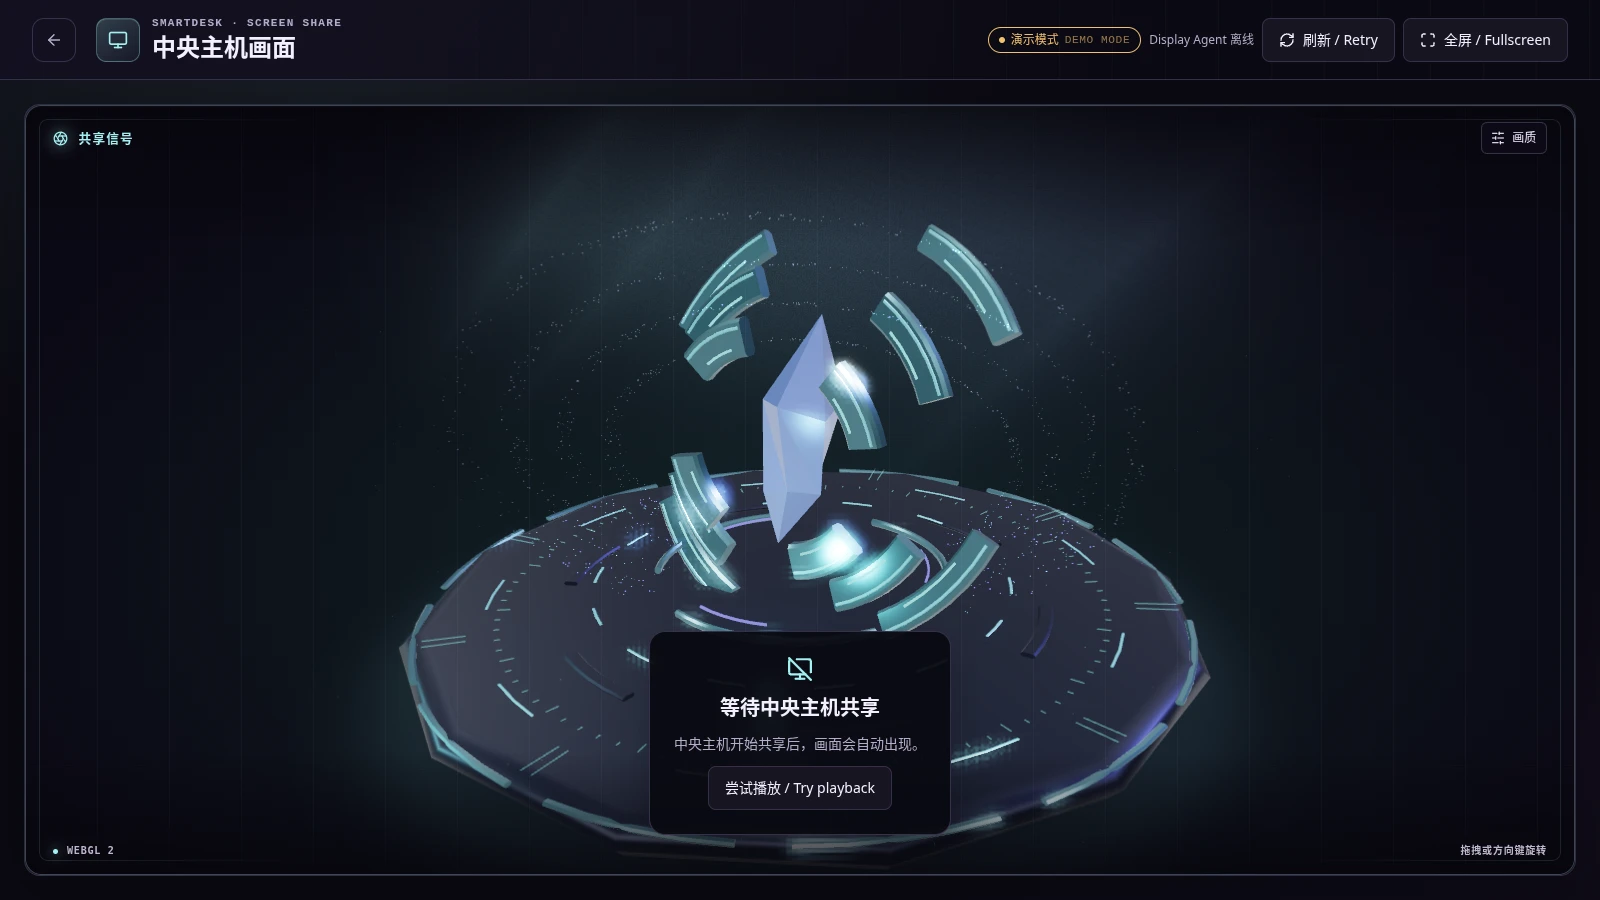 SMARTDESK · SCREEN SHARE
中央主机画面
演示模式 DEMO MODE
Display Agent 离线
刷新 / Retry
全屏 / Fullscreen
共享信号
画质
等待中央主机共享
中央主机开始共享后，画面会自动出现。
尝试播放 / Try playback
WEBGL 2
拖拽或方向键旋转